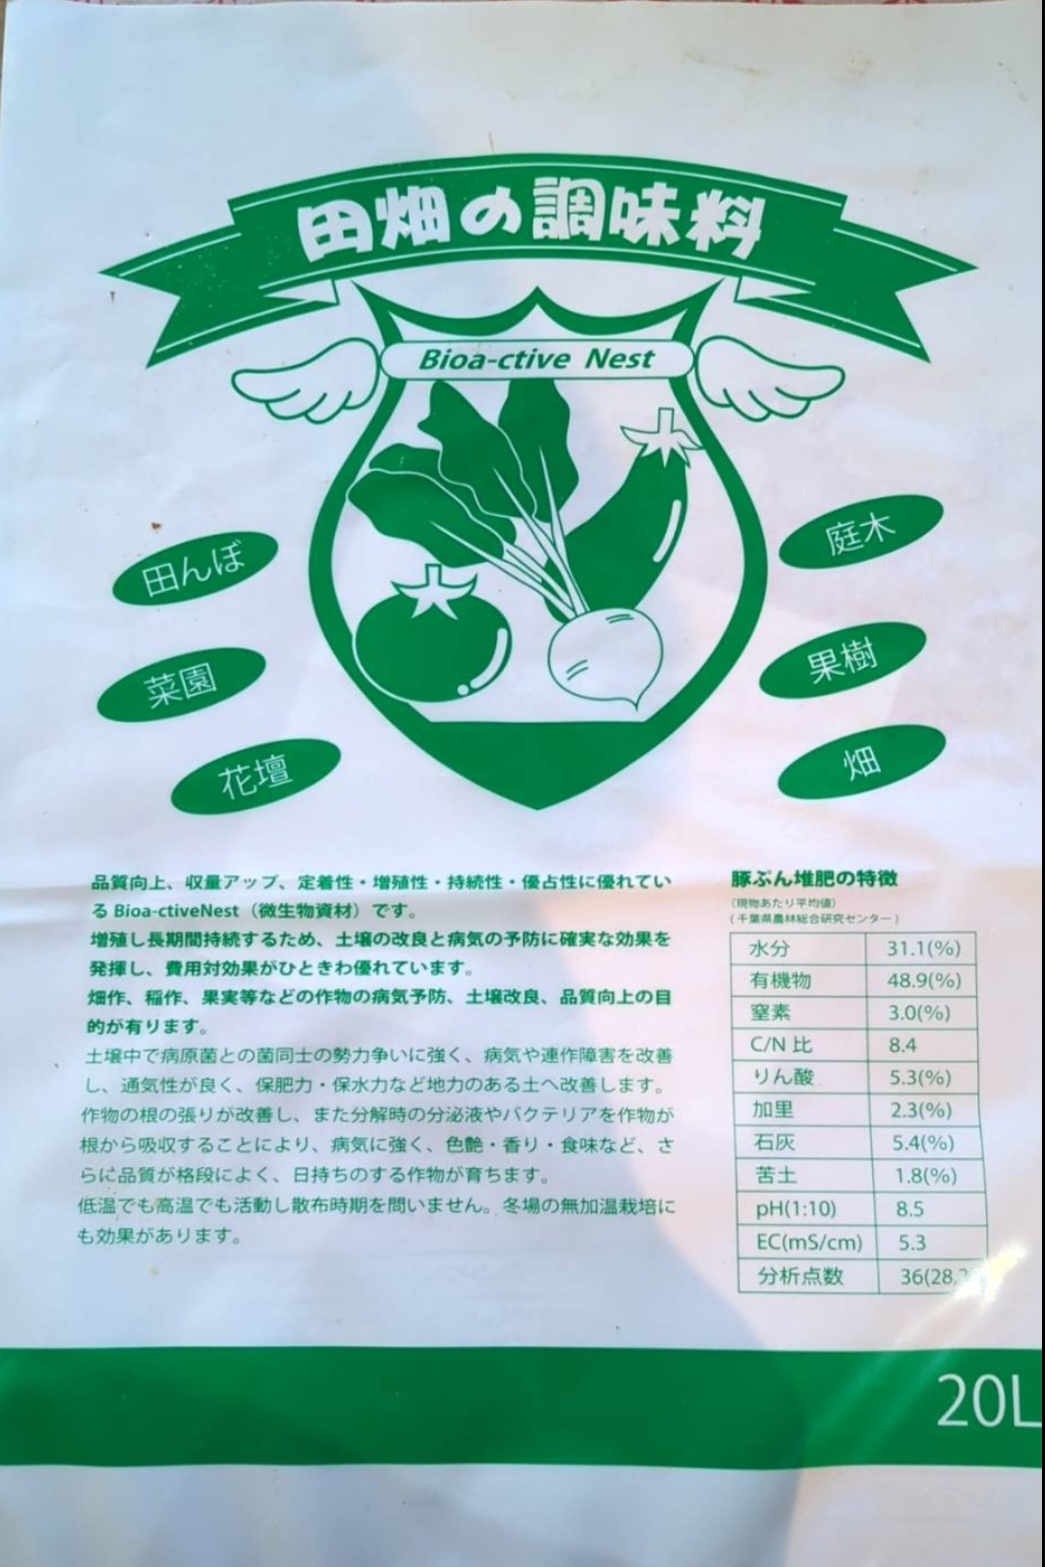 田畑の調味料
Bioa-ctive Nest
田んぼ
菜園
花壇
庭木
果樹
畑
品質向上、収量アップ、定着性・増殖性・持続性・優占性に優れてい
る Bioa-ctiveNest（微生物資材）です。
増殖し長期間持続するため、土壌の改良と病気の予防に確実な効果を
発揮し、費用対効果がひときわ優れています。
畑作、稲作、果実等などの作物の病気予防、土壌改良、品質向上の目
的が有ります。
土壌中で病原菌との菌同士の勢力争いに強く、病気や連作障害を改善
し、通気性が良く、保肥力・保水力など地力のある土へ改善します。
作物の根の張りが改善し、また分解時の分泌液やバクテリアを作物が
根から吸収することにより、病気に強く、色艶・香り・食味など、さ
らに品質が格段によく、日持ちのする作物が育ちます。
低温でも高温でも活動し散布時期を問いません。冬場の無加温栽培に
も効果があります。
豚ぷん堆肥の特徴
（現物あたり平均値）
（千葉県農林総合研究センター）
水分 31.1(%)
有機物 48.9(%)
窒素 3.0(%)
C/N 比 8.4
りん酸 5.3(%)
加里 2.3(%)
石灰 5.4(%)
苦土 1.8(%)
pH(1:10) 8.5
EC(mS/cm) 5.3
分析点数 36(28,
20L